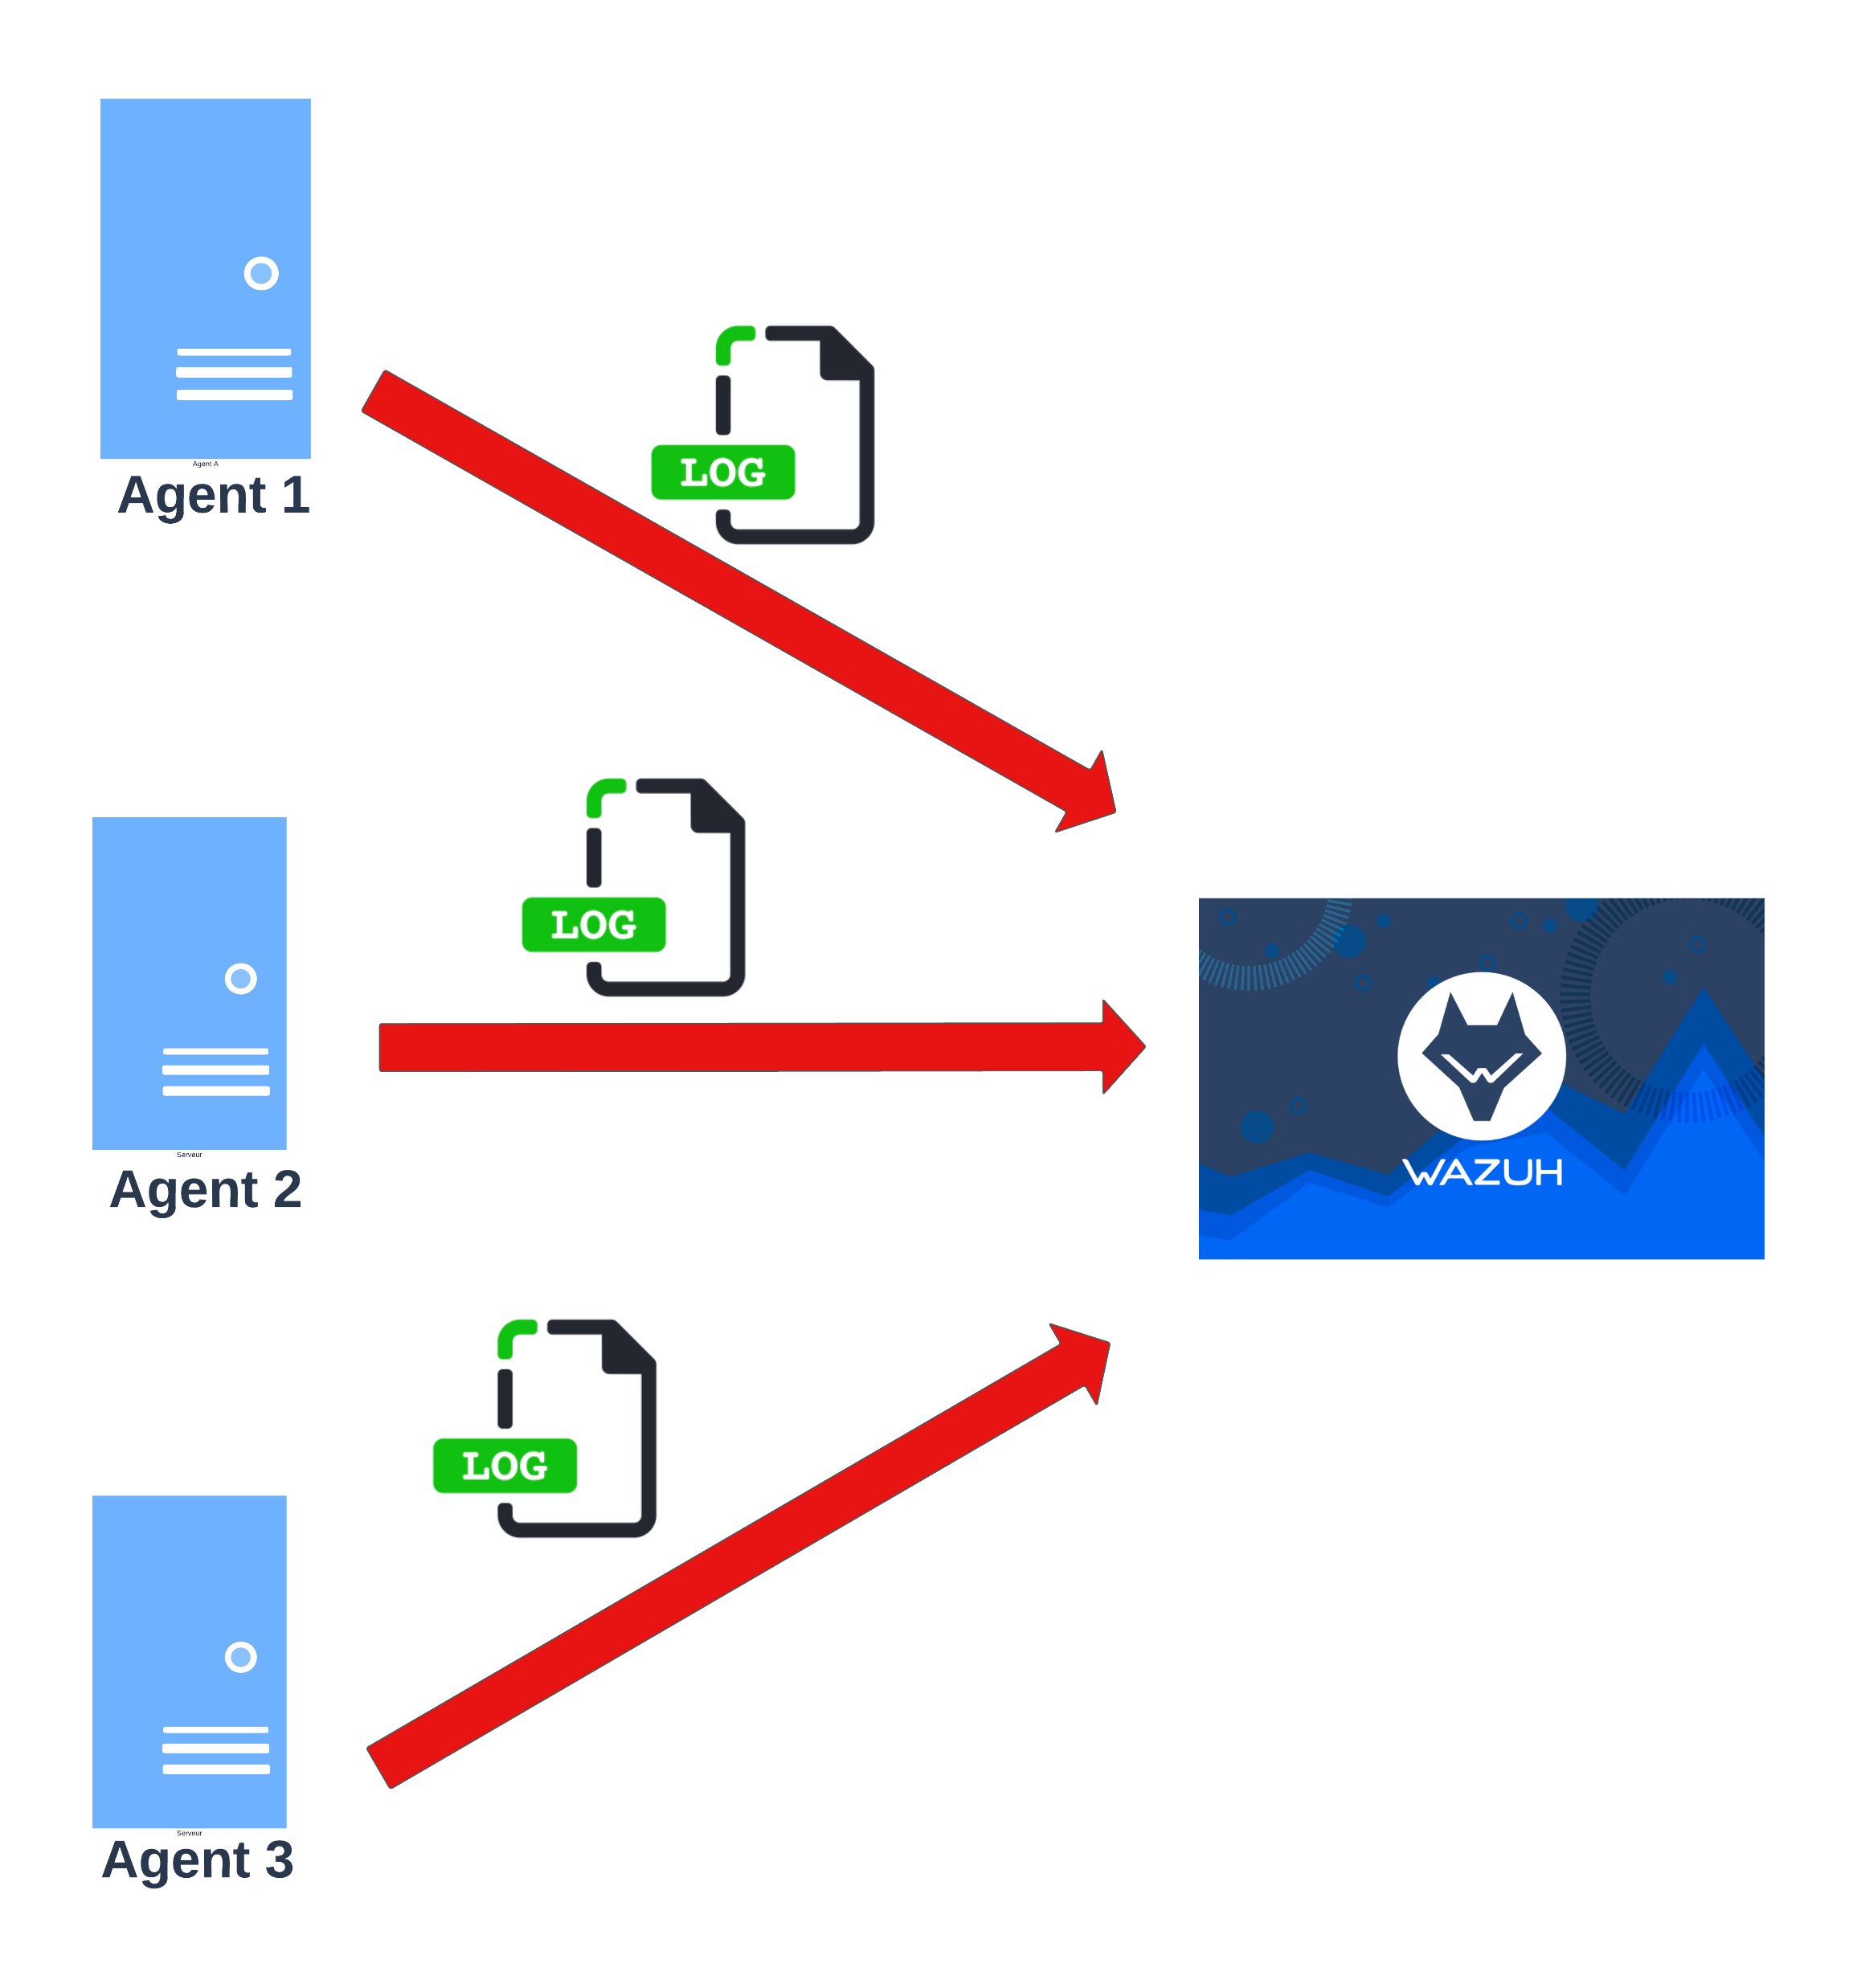 Agent A
Agent 1
LOG
LOG
Serveur
Agent 2
WAZUH
LOG
Serveur
Agent 3